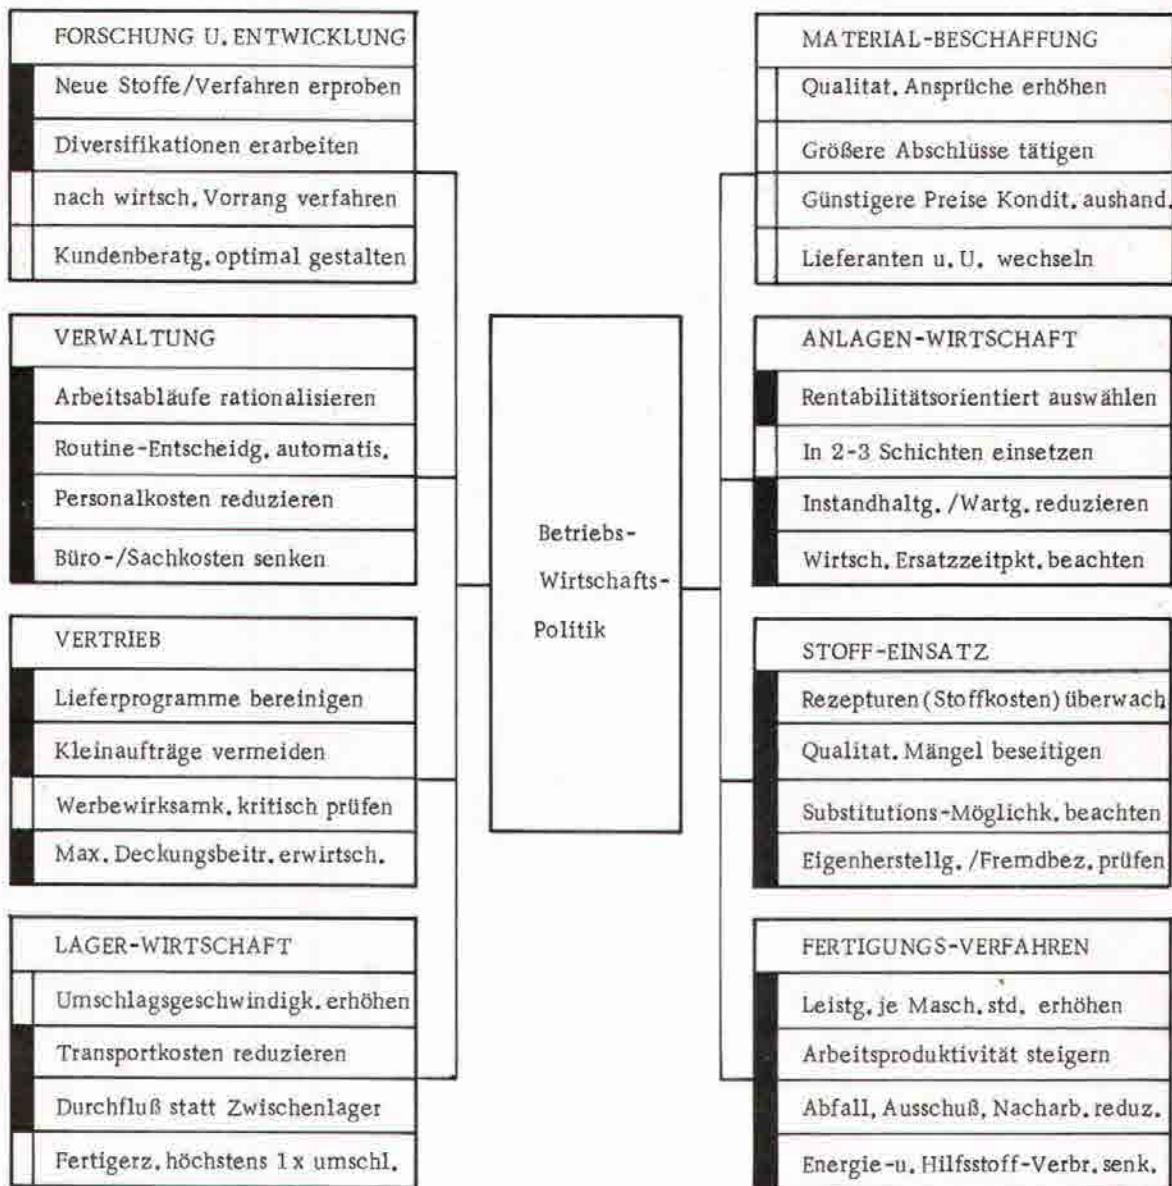 FORSCHUNG U. ENTWICKLUNG
Neue Stoffe/Verfahren erproben
Diversifikationen erarbeiten
nach wirtsch. Vorrang verfahren
Kundenberatg. optimal gestalten
VERWALTUNG
Arbeitsabläufe rationalisieren
Routine-Entscheidg. automatis.
Personalkosten reduzieren
Büro-/Sachkosten senken
VERTRIEB
Lieferprogramme bereinigen
Kleinaufträge vermeiden
Werbewirksamk. kritisch prüfen
Max. Deckungsbeitr. erwirtsch.
LAGER-WIRTSCHAFT
Umschlagsgeschwindigk. erhöhen
Transportkosten reduzieren
Durchfluß statt Zwischenlager
Fertigerz. höchstens 1 x umschl.
Betriebs-
Wirtschafts-
Politik
MATERIAL-BESCHAFFUNG
Qualitat. Ansprüche erhöhen
Größere Abschlüsse tätigen
Günstigere Preise Kondit. aushand.
Lieferanten u. U. wechseln
ANLAGEN-WIRTSCHAFT
Rentabilitätsorientiert auswählen
In 2-3 Schichten einsetzen
Instandhaltg. /Wartg. reduzieren
Wirtsch. Ersatzzeitpkt. beachten
STOFF-EINSATZ
Rezepturen (Stoffkosten) überwach
Qualitat. Mängel beseitigen
Substitutions-Möglichk. beachten
Eigenherstellg. /Fremdbez. prüfen
FERTIGUNGS-VERFAHREN
Leistg. je Masch. std. erhöhen
Arbeitsproduktivität steigern
Abfall, Ausschuß, Nacharb. reduz.
Energie-u. Hilfsstoff-Verbr. senk.